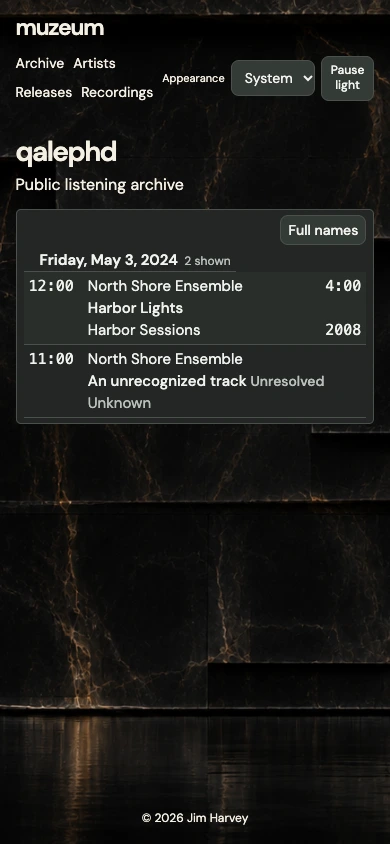 muzeum
Archive Artists
Releases Recordings
Appearance
System
Pause
light
qalephd
Public listening archive
Full names
Friday, May 3, 2024 2 shown
12:00 North Shore Ensemble 4:00
Harbor Lights
Harbor Sessions 2008
11:00 North Shore Ensemble
An unrecognized track Unresolved
Unknown
© 2026 Jim Harvey